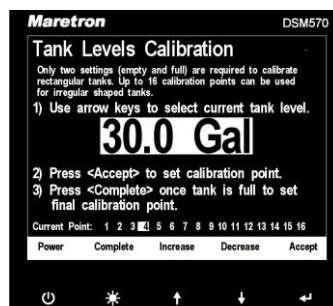 Maretron DSM570
Tank Levels Calibration
Only two settings (empty and full) are required to calibrate
rectangular tanks. Up to 16 calibration points can be used
for irregular shaped tanks.
1) Use arrow keys to select current tank level.
30.0 Gal
2) Press <Accept> to set calibration point.
3) Press <Complete> once tank is full to set
final calibration point.
Current Point: 1 2 3 4 5 6 7 8 9 10 11 12 13 14 15 16
Power Complete Increase Decrease Accept